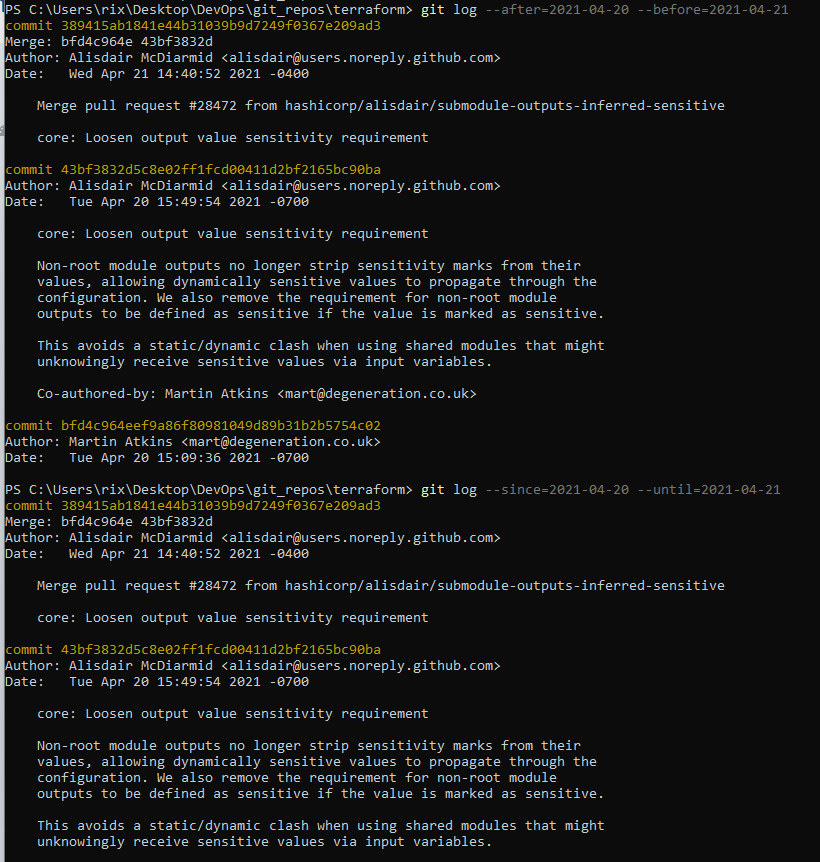 PS C:\Users\rix\Desktop\DevOps\git_repos\terraform> git log --after=2021-04-20 --before=2021-04-21
commit 389415ab1841e44b31039b9d7249f0367e209ad3
Merge: bfd4c964e 43bf3832d
Author: Alisdair McDiarmid <alisdair@users.noreply.github.com>
Date:   Wed Apr 21 14:40:52 2021 -0400

    Merge pull request #28472 from hashicorp/alisdair/submodule-outputs-inferred-sensitive

    core: Loosen output value sensitivity requirement

commit 43bf3832d5c8e02ff1fcd00411d2bf2165bc90ba
Author: Alisdair McDiarmid <alisdair@users.noreply.github.com>
Date:   Tue Apr 20 15:49:54 2021 -0700

    core: Loosen output value sensitivity requirement

    Non-root module outputs no longer strip sensitivity marks from their
    values, allowing dynamically sensitive values to propagate through the
    configuration. We also remove the requirement for non-root module
    outputs to be defined as sensitive if the value is marked as sensitive.

    This avoids a static/dynamic clash when using shared modules that might
    unknowingly receive sensitive values via input variables.

    Co-authored-by: Martin Atkins <mart@degeneration.co.uk>

commit bfd4c964eef9a86f80981049d89b31b2b5754c02
Author: Martin Atkins <mart@degeneration.co.uk>
Date:   Tue Apr 20 15:09:36 2021 -0700

PS C:\Users\rix\Desktop\DevOps\git_repos\terraform> git log --since=2021-04-20 --until=2021-04-21
commit 389415ab1841e44b31039b9d7249f0367e209ad3
Merge: bfd4c964e 43bf3832d
Author: Alisdair McDiarmid <alisdair@users.noreply.github.com>
Date:   Wed Apr 21 14:40:52 2021 -0400

    Merge pull request #28472 from hashicorp/alisdair/submodule-outputs-inferred-sensitive

    core: Loosen output value sensitivity requirement

commit 43bf3832d5c8e02ff1fcd00411d2bf2165bc90ba
Author: Alisdair McDiarmid <alisdair@users.noreply.github.com>
Date:   Tue Apr 20 15:49:54 2021 -0700

    core: Loosen output value sensitivity requirement

    Non-root module outputs no longer strip sensitivity marks from their
    values, allowing dynamically sensitive values to propagate through the
    configuration. We also remove the requirement for non-root module
    outputs to be defined as sensitive if the value is marked as sensitive.

    This avoids a static/dynamic clash when using shared modules that might
    unknowingly receive sensitive values via input variables.